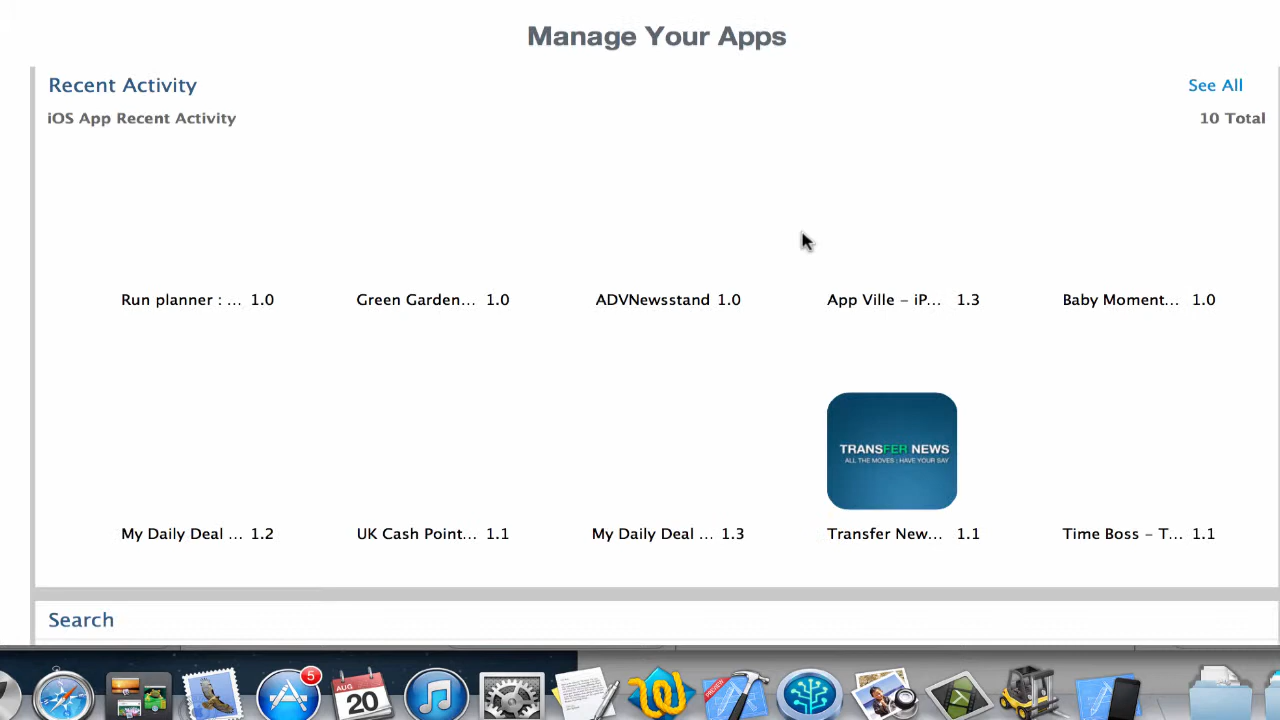 Manage Your Apps
Recent Activity
See All
iOS App Recent Activity
10 Total
Run planner : ... 1.0
Green Garden... 1.0
ADVNewsstand 1.0
App Ville – iP... 1.3
Baby Moment... 1.0
TRANSFER NEWS
ALL THE MOVES : HAVE YOUR SAY
My Daily Deal ... 1.2
UK Cash Point... 1.1
My Daily Deal ... 1.3
Transfer New... 1.1
Time Boss – T... 1.1
Search
5
AUG
20
PREVIEW